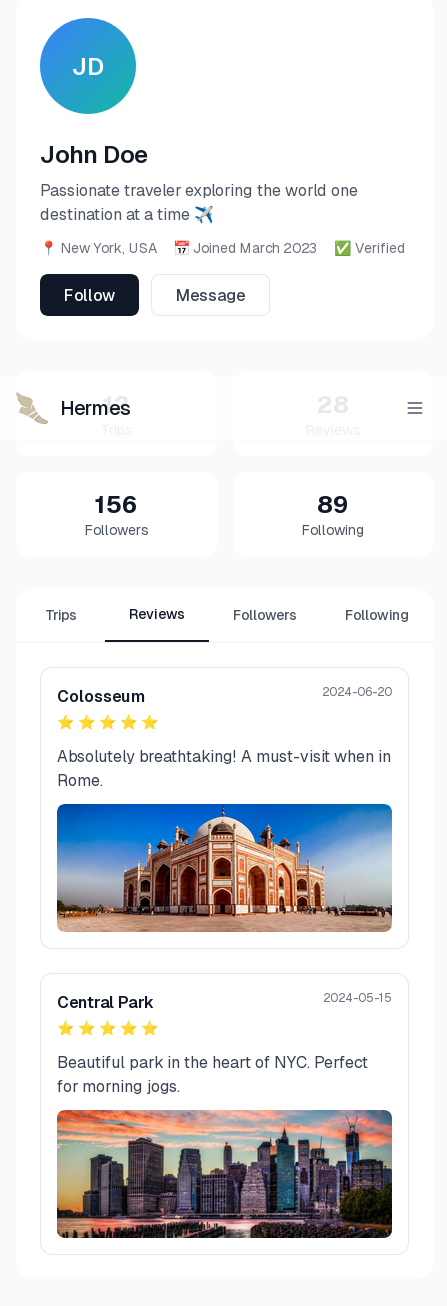 JD
John Doe
Passionate traveler exploring the world one
destination at a time ✈️
📍 New York, USA 📅 Joined March 2023 ✅ Verified
Follow Message
Hermes
12 28
Trips Reviews
156 89
Followers Following
Trips Reviews Followers Following
Colosseum 2024-06-20
⭐⭐⭐⭐⭐
Absolutely breathtaking! A must-visit when in
Rome.
Central Park 2024-05-15
⭐⭐⭐⭐⭐
Beautiful park in the heart of NYC. Perfect
for morning jogs.